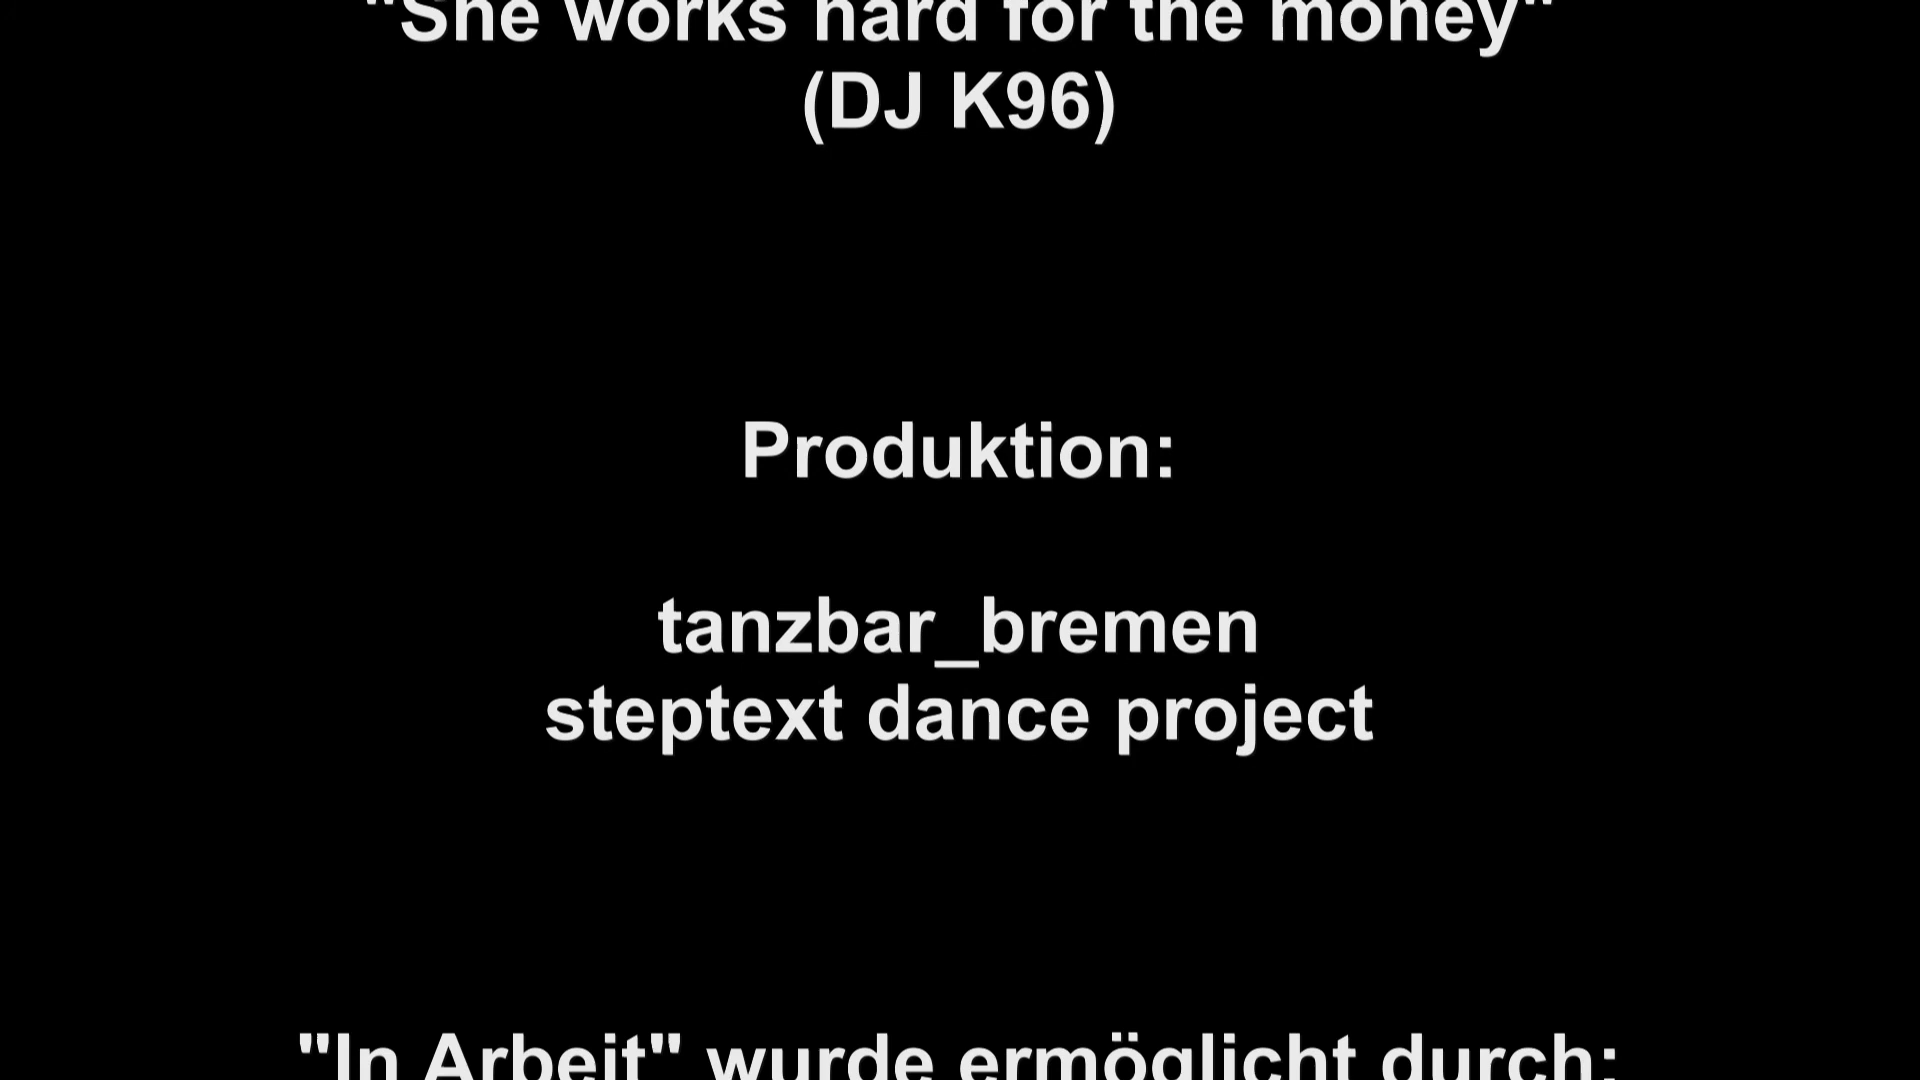 "She works hard for the money"
(DJ K96)
Produktion:
tanzbar_bremen
steptext dance project
"In Arbeit" wurde ermöglicht durch: